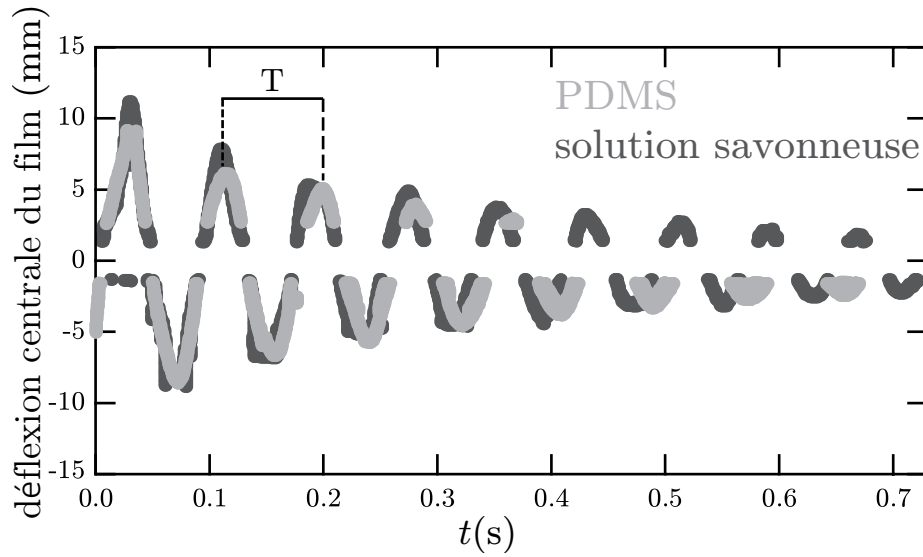 déflexion centrale du film (mm)
15
10
5
0
-5
-10
-15
T
PDMS
solution savonneuse
0.0 0.1 0.2 0.3 0.4 0.5 0.6 0.7
t(s)